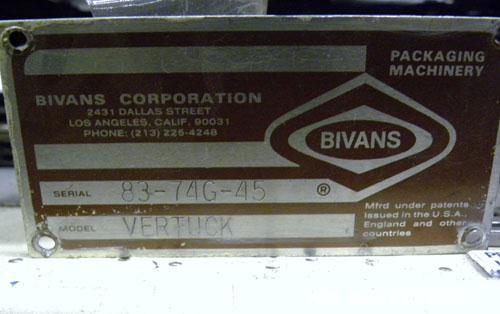 PACKAGING
MACHINERY
BIVANS CORPORATION
2431 DALLAS STREET
LOS ANGELES, CALIF. 90031
PHONE: (213) 225-4248
BIVANS
®
SERIAL 83-74G-45
MODEL VERTUCK
Mfrd under patents
issued in the U.S.A.,
England and other
countries